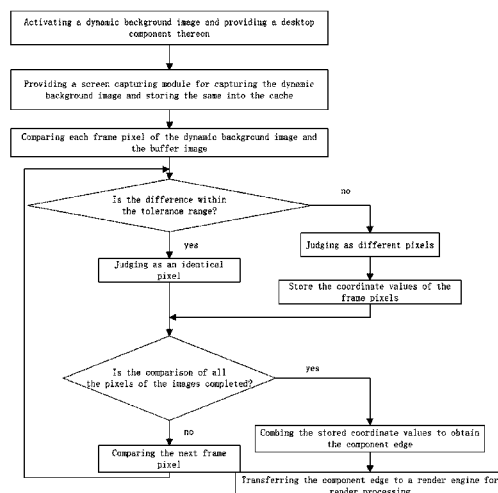 Activating a dynamic background image and providing a desktop
component thereon
Providing a screen capturing module for capturing the dynamic
background image and storing the same into the cache
Comparing each frame pixel of the dynamic background image and
the buffer image
Is the difference within
the tolerance range?
no
yes
Judging as an identical
pixel
Judging as different pixels
Store the coordinate values of the
frame pixels
Is the comparison of all
the pixels of the images completed?
yes
no
Comparing the next frame
pixel
Combing the stored coordinate values to obtain
the component edge
Transferring the component edge to a render engine for
render processing